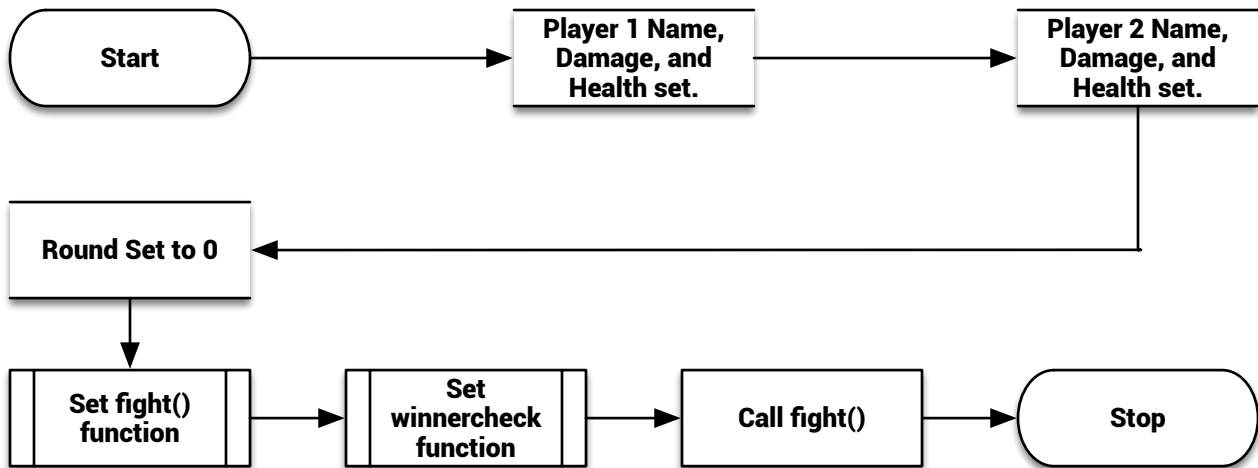 Start
Player 1 Name,
Damage, and
Health set.
Player 2 Name,
Damage, and
Health set.
Round Set to 0
Set fight()
function
Set
winnercheck
function
Call fight()
Stop